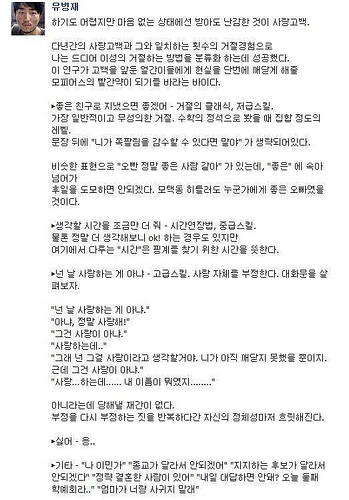 유병재
하기도 어렵지만 마음 없는 상태에선 받아도 난감한 것이 사랑고백.
다년간의 사랑고백과 그와 일치하는 횟수의 거절경험으로
나는 드디어 이성의 거절하는 방법을 분류화 하는데 성공했다.
이 연구가 고백을 앞둔 얼간이들에게 현실을 단번에 깨닫게 해줄
모피어스의 빨간약이 되기를 바라는 바이다.
▸좋은 친구로 지냈으면 좋겠어 - 거절의 클래식, 저급스킬.
가장 일반적이고 무성의한 거절. 수학의 정석으로 봤을 때 집합 정도의
레벨.
문장 뒤에 "니가 쪽팔림을 감수할 수 있다면 말야" 가 생략되어있다.
비슷한 표현으로 "오빤 정말 좋은 사람 같아" 가 있는데, "좋은" 에 속아
넘어가
후일을 도모하면 안되겠다. 모택동 히틀러도 누군가에게 좋은 오빠였을
것이다.
▸생각할 시간을 조금만 더 줘 - 시간연장법, 중급스킬.
물론 정말 더 생각해보니 ok! 하는 경우도 있지만
여기에서 다루는 "시간"은 핑계를 찾기 위한 시간을 뜻한다.
▸넌 날 사랑하는 게 아냐 - 고급스킬. 사랑 자체를 부정한다. 대화문을 살
펴보자.
"넌 날 사랑하는 게 아냐."
"아냐, 정말 사랑해!"
"그건 사랑이 아냐."
"사랑하는데.."
"그래 넌 그걸 사랑이라고 생각할거야. 니가 아직 깨닫지 못했을 뿐이지.
근데 그건 사랑이 아냐."
"사랑...하는데...... 내 이름이 뭐였지........"
아니라는데 당해낼 재간이 없다.
부정을 다시 부정하는 짓을 반복하다간 자신의 정체성마저 흐릿해진다.
▸싫어 - 응..
▸기타 - "나 이민가" "종교가 달라서 안되겠어" "지지하는 후보가 달라서
안되겠다" "정략 결혼한 사람이 있어" "내일 대답하면 안돼? 오늘 둘째
학예회라.." "엄마가 너랑 사귀지 말래"